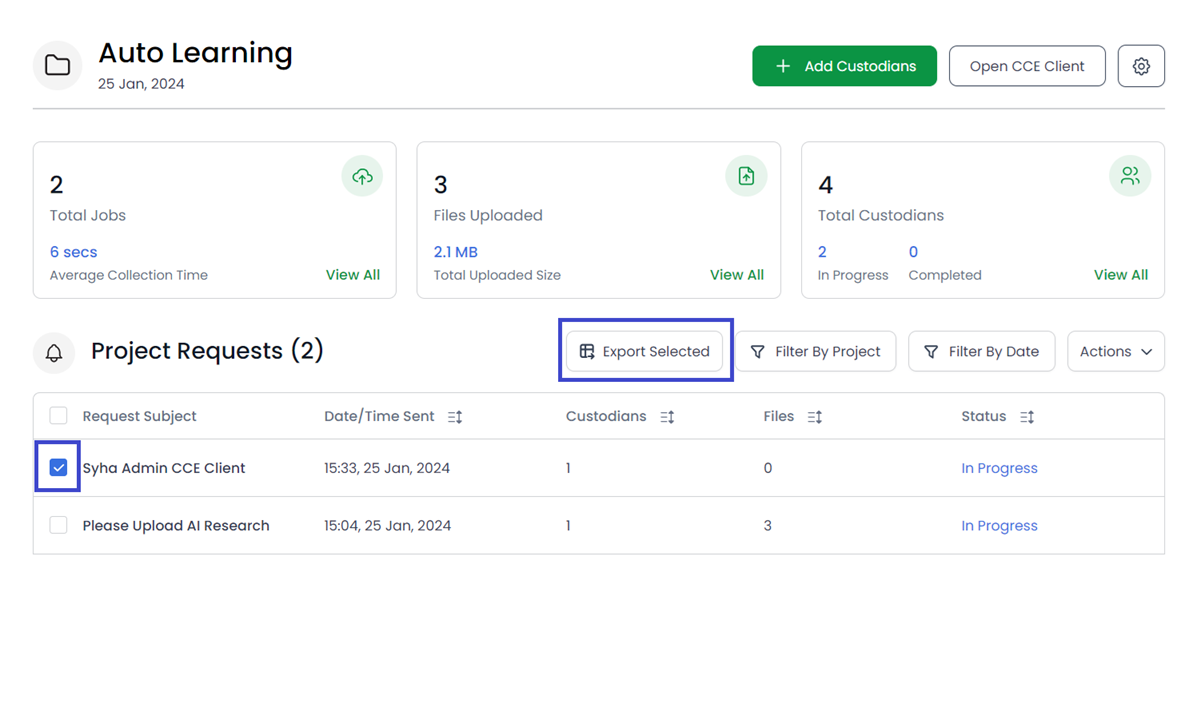 Auto Learning
25 Jan, 2024
Add Custodians
Open CCE Client
2
Total Jobs
6 secs
Average Collection Time
View All
3
Files Uploaded
2.1 MB
Total Uploaded Size
View All
4
Total Custodians
2 0
In Progress Completed
View All
Project Requests (2)
Export Selected
Filter By Project
Filter By Date
Actions
Request Subject Date/Time Sent Custodians Files Status
Syha Admin CCE Client 15:33, 25 Jan, 2024 1 0 In Progress
Please Upload AI Research 15:04, 25 Jan, 2024 1 3 In Progress